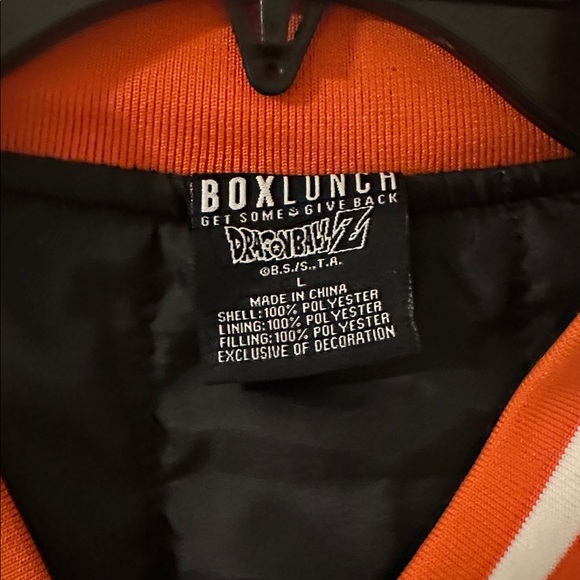 BOXLUNCH
GET SOME GIVE BACK
DRAGONBALL Z
©B.S./S.,T.A.
L
MADE IN CHINA
SHELL: 100% POLYESTER
LINING: 100% POLYESTER
FILLING: 100% POLYESTER
EXCLUSIVE OF DECORATION